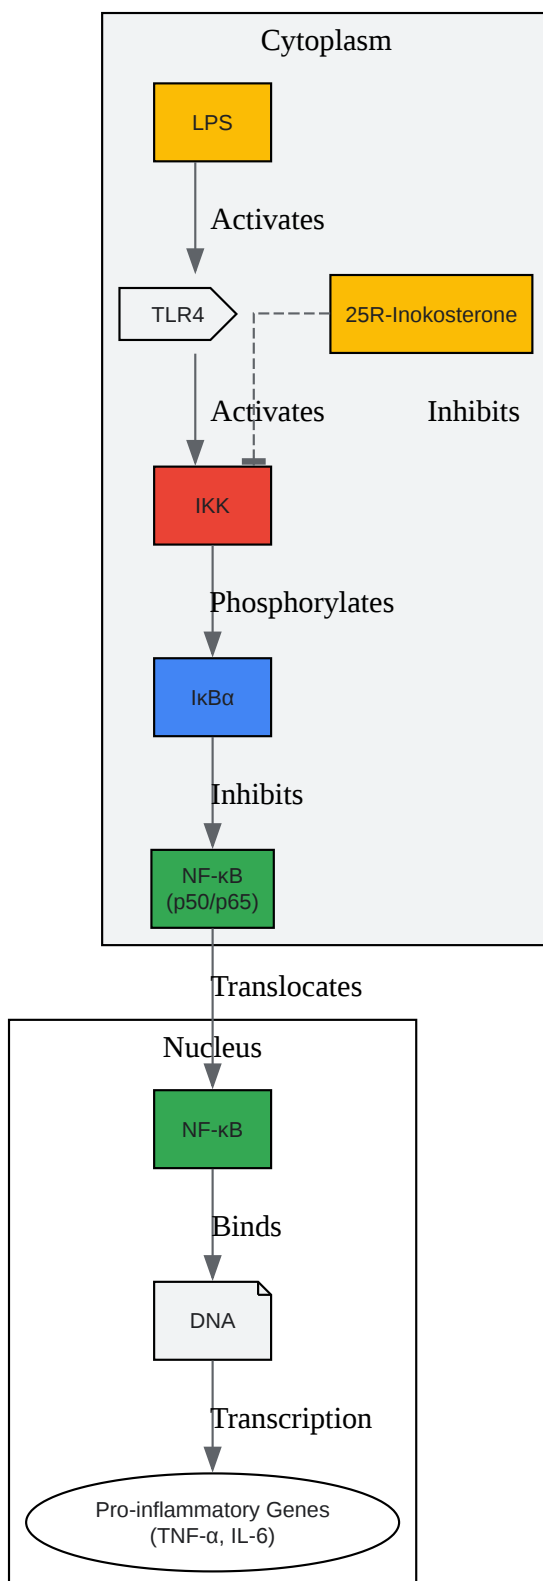 Cytoplasm
LPS
Activates
TLR4
25R-Inokosterone
Activates
Inhibits
IKK
Phosphorylates
IκBα
Inhibits
NF-κB
(p50/p65)
Translocates
Nucleus
NF-κB
Binds
DNA
Transcription
Pro-inflammatory Genes
(TNF-α, IL-6)